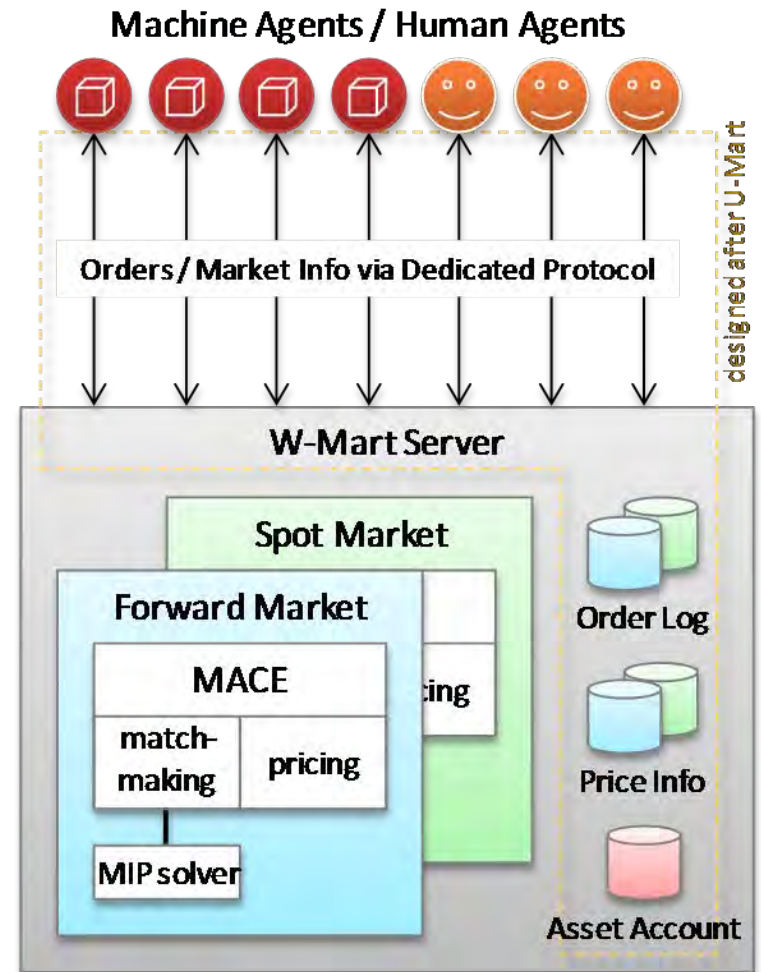 Machine Agents / Human Agents
designed after U-Mart
Orders / Market Info via Dedicated Protocol
W-Mart Server
Spot Market
Forward Market
MACE
match-
making
pricing
cing
MIP solver
Order Log
Price Info
Asset Account